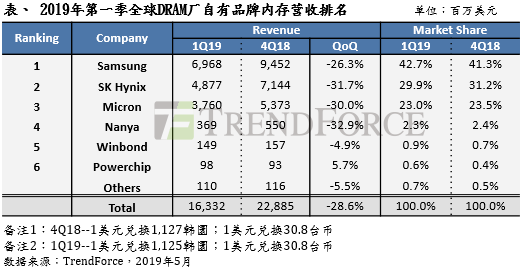 表、 2019年第一季全球DRAM厂自有品牌内存营收排名 单位：百万美元
Ranking Company Revenue Market Share
1Q19 4Q18 QoQ 1Q19 4Q18
1 Samsung 6,968 9,452 -26.3% 42.7% 41.3%
2 SK Hynix 4,877 7,144 -31.7% 29.9% 31.2%
3 Micron 3,760 5,373 -30.0% 23.0% 23.5%
4 Nanya 369 550 -32.9% 2.3% 2.4%
5 Winbond 149 157 -4.9% 0.9% 0.7%
6 Powerchip 98 93 5.7% 0.6% 0.4%
Others 110 116 -5.5% 0.7% 0.5%
Total 16,332 22,885 -28.6% 100.0% 100.0%
TRENDFORCE
备注1：4Q18--1美元兑换1,127韩圜；1美元兑换30.8台币
备注2：1Q19--1美元兑换1,125韩圜；1美元兑换30.8台币
数据来源：TrendForce，2019年5月